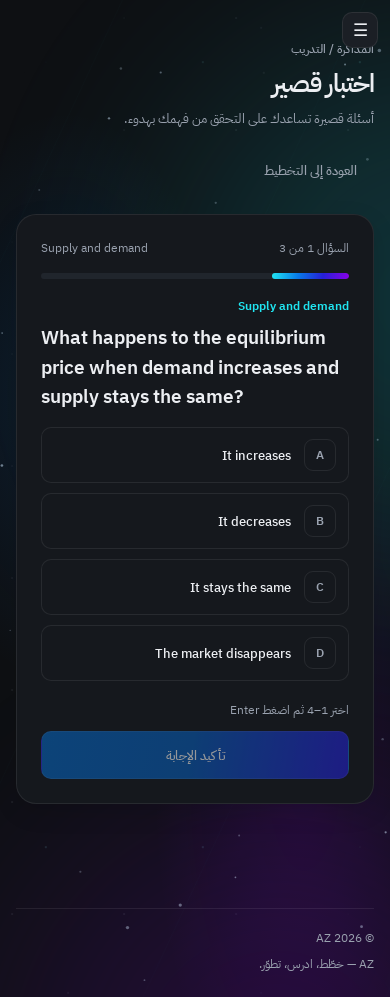 ☰
المذاكرة / التدريب
اختبار قصير
أسئلة قصيرة تساعدك على التحقق من فهمك بهدوء.
العودة إلى التخطيط
السؤال 1 من 3
Supply and demand
Supply and demand
What happens to the equilibrium
price when demand increases and
supply stays the same?
A It increases
B It decreases
C It stays the same
D The market disappears
اختر 1–4 ثم اضغط Enter
تأكيد الإجابة
© 2026 AZ
AZ — خطّط، ادرس، تطوّر.